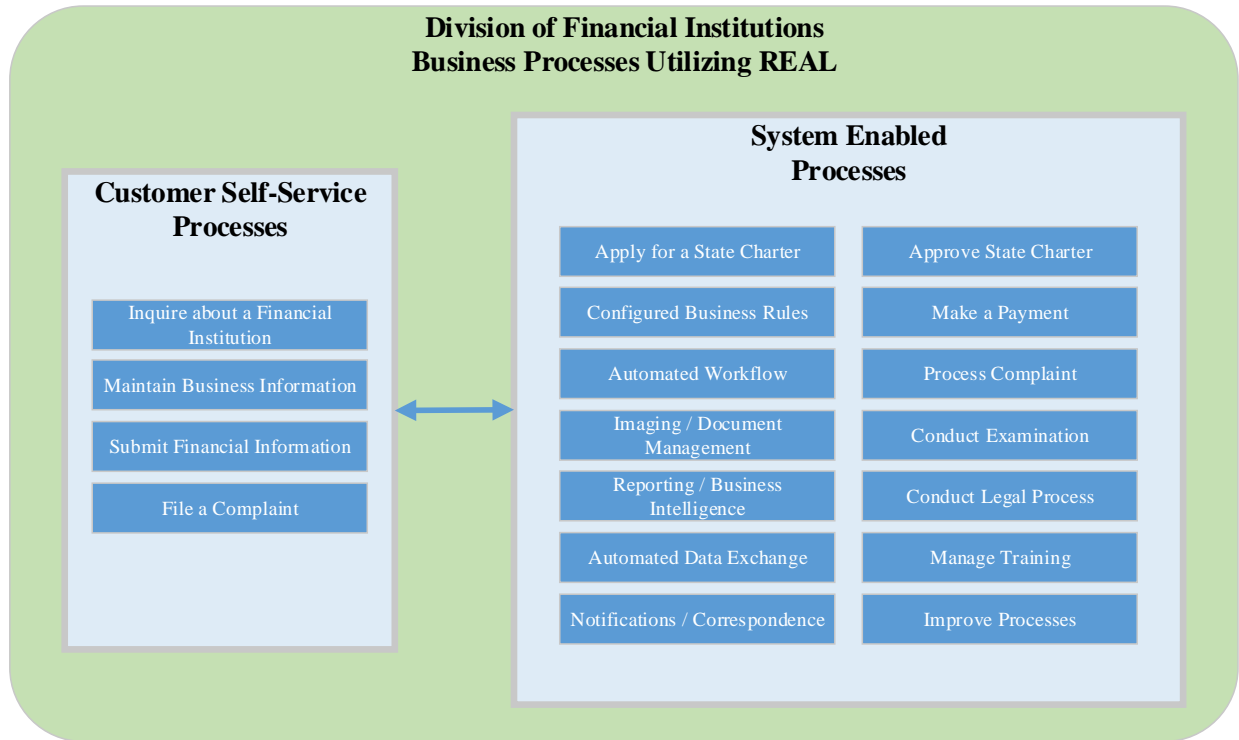 Division of Financial Institutions
Business Processes Utilizing REAL
Customer Self-Service
Processes
Inquire about a Financial
Institution
Maintain Business Information
Submit Financial Information
File a Complaint
System Enabled
Processes
Apply for a State Charter
Approve State Charter
Configured Business Rules
Make a Payment
Automated Workflow
Process Complaint
Imaging / Document
Management
Conduct Examination
Reporting / Business
Intelligence
Conduct Legal Process
Automated Data Exchange
Manage Training
Notifications / Correspondence
Improve Processes